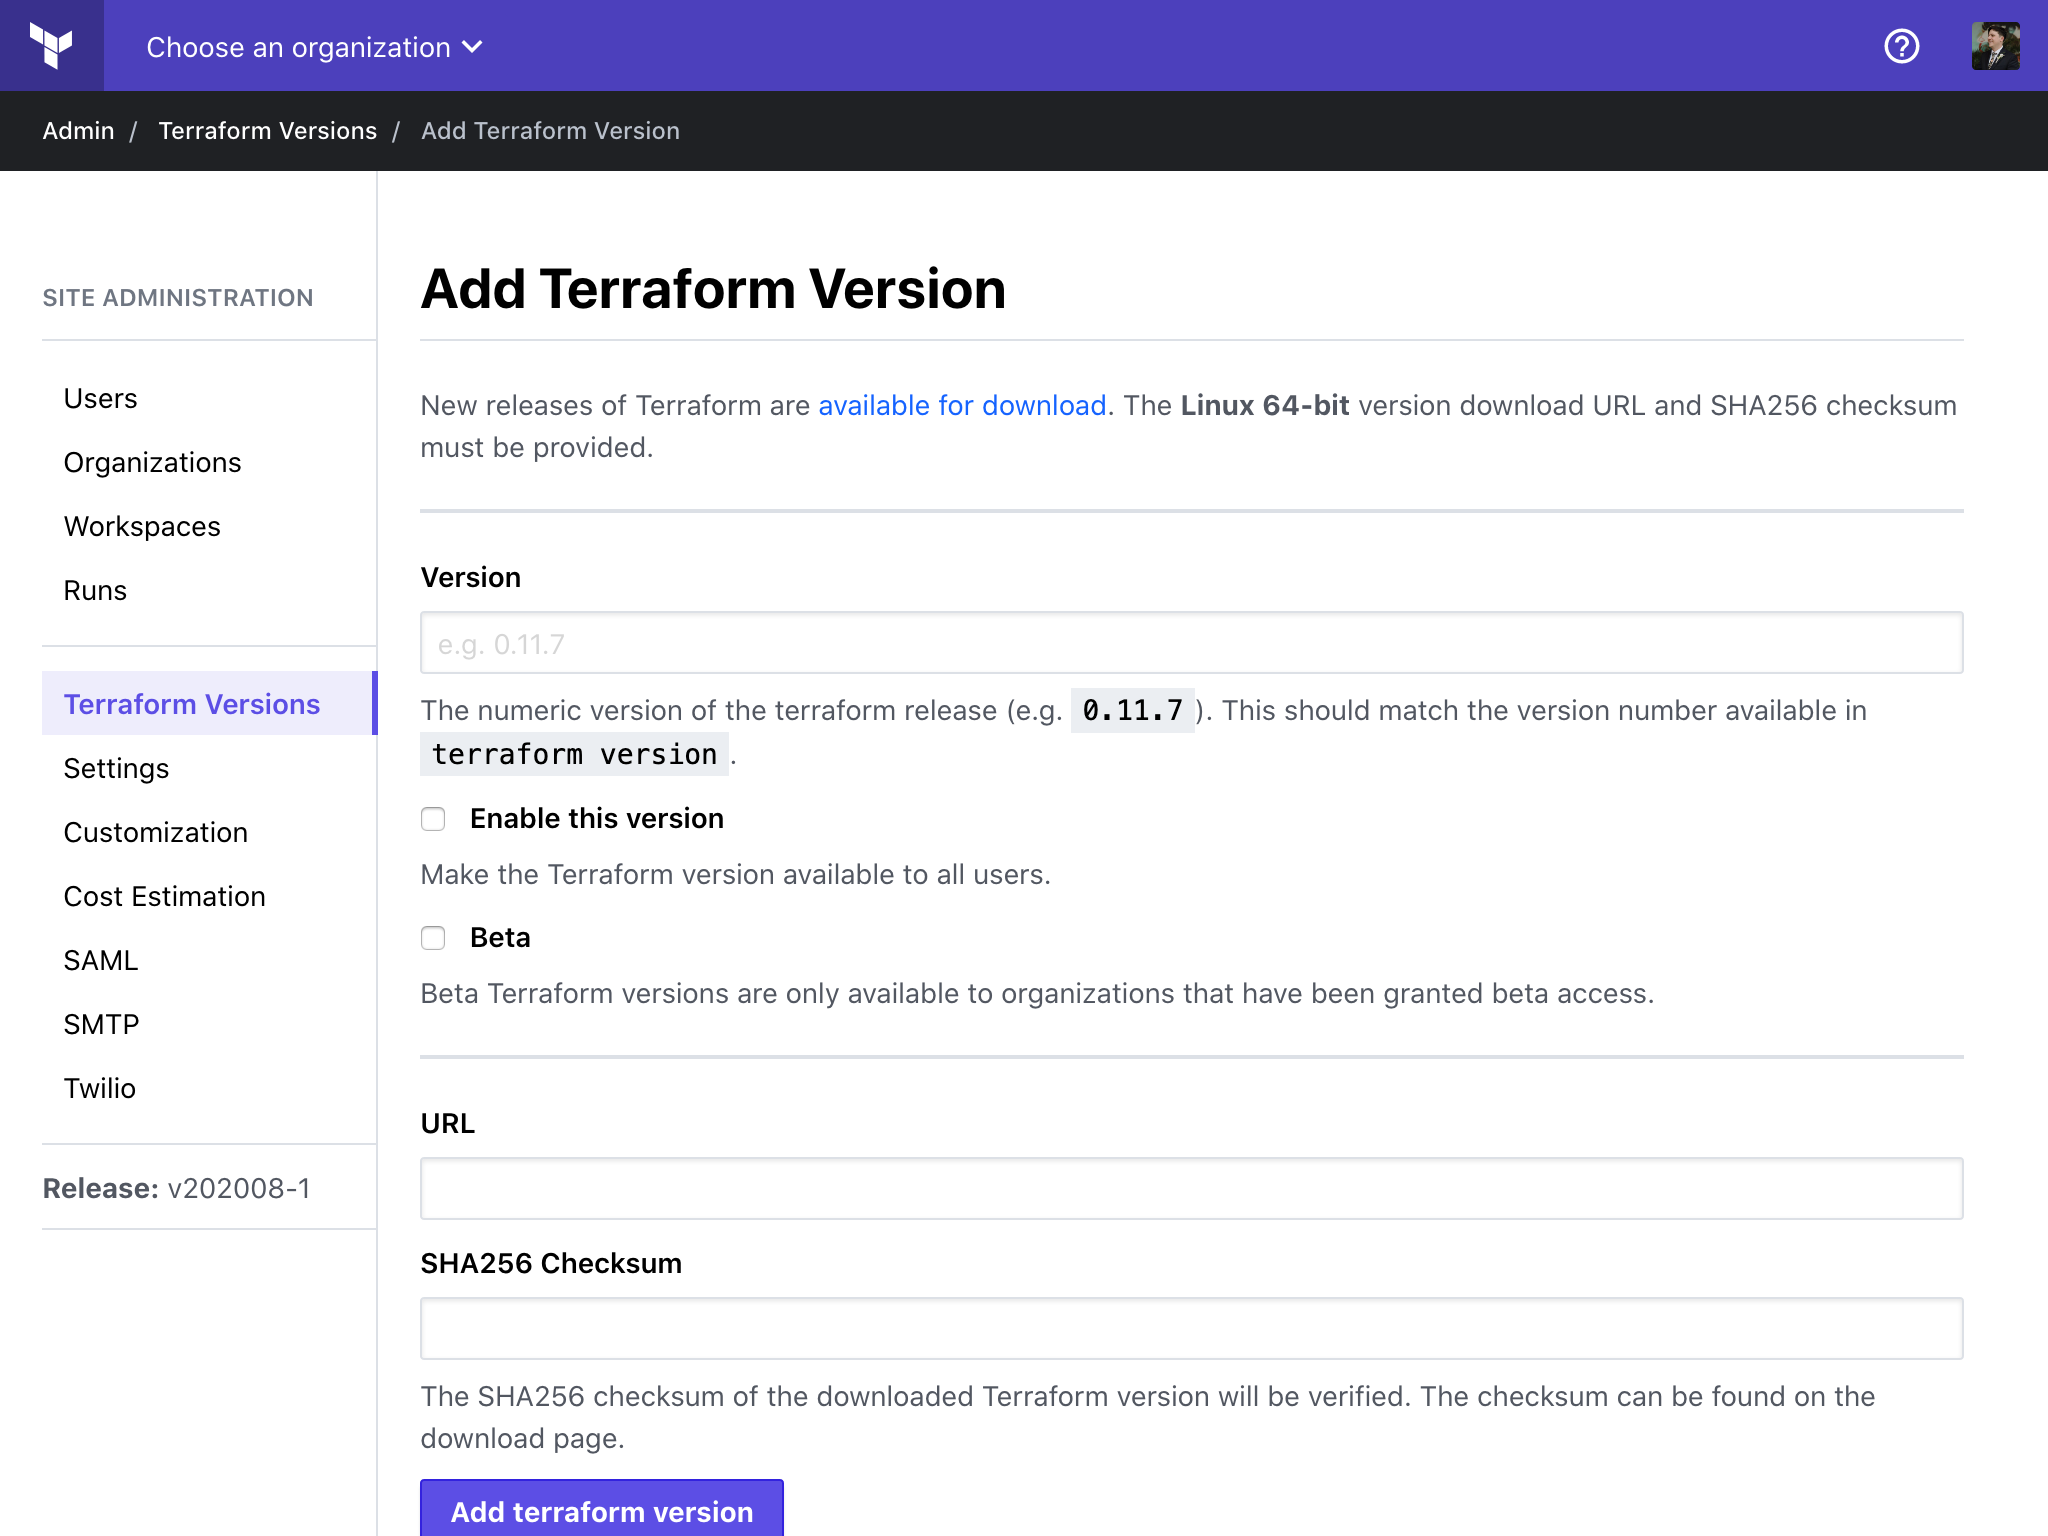 Choose an organization
Admin / Terraform Versions / Add Terraform Version
SITE ADMINISTRATION
Users
Organizations
Workspaces
Runs
Terraform Versions
Settings
Customization
Cost Estimation
SAML
SMTP
Twilio
Release: v202008-1
Add Terraform Version
New releases of Terraform are available for download. The Linux 64-bit version download URL and SHA256 checksum
must be provided.
Version
e.g. 0.11.7
The numeric version of the terraform release (e.g. 0.11.7 ). This should match the version number available in
terraform version .
Enable this version
Make the Terraform version available to all users.
Beta
Beta Terraform versions are only available to organizations that have been granted beta access.
URL
SHA256 Checksum
The SHA256 checksum of the downloaded Terraform version will be verified. The checksum can be found on the
download page.
Add terraform version